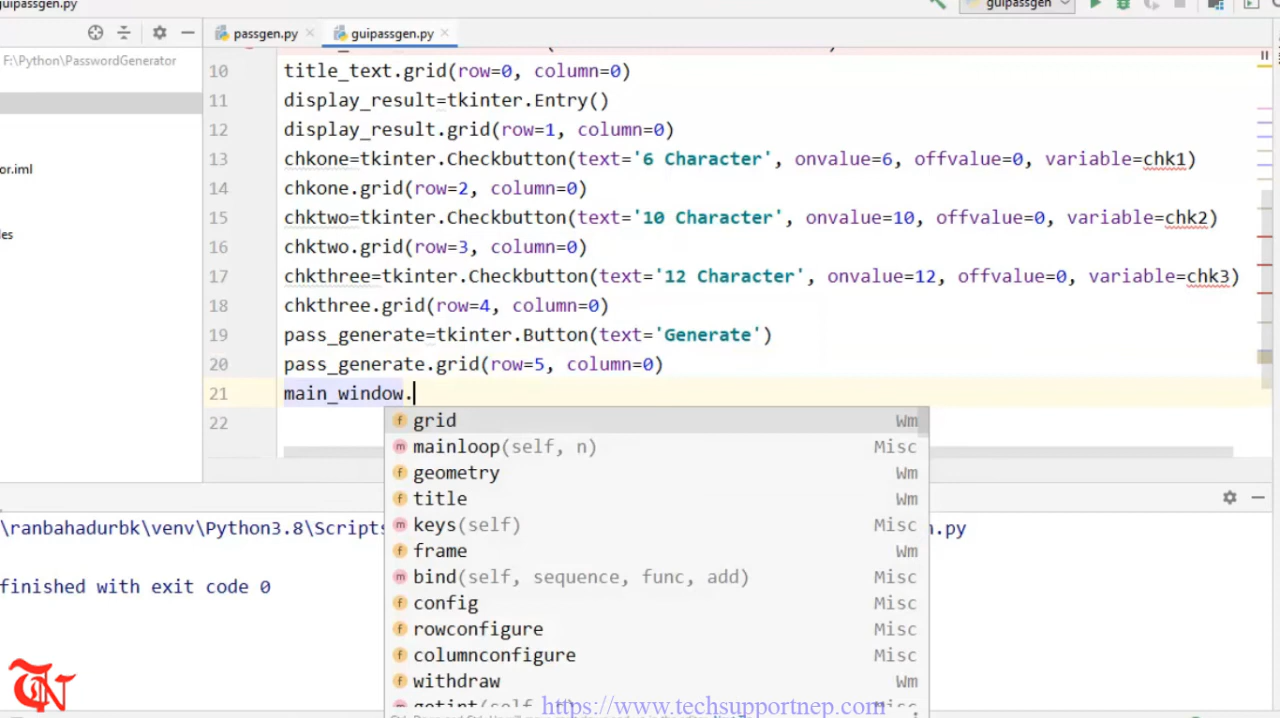 guipassgen.py
guipassgen
passgen.py
guipassgen.py
F:\Python\PasswordGenerator
10 title_text.grid(row=0, column=0)
11 display_result=tkinter.Entry()
12 display_result.grid(row=1, column=0)
13 chkone=tkinter.Checkbutton(text='6 Character', onvalue=6, offvalue=0, variable=chk1)
or.iml
14 chkone.grid(row=2, column=0)
15 chktwo=tkinter.Checkbutton(text='10 Character', onvalue=10, offvalue=0, variable=chk2)
les
16 chktwo.grid(row=3, column=0)
17 chkthree=tkinter.Checkbutton(text='12 Character', onvalue=12, offvalue=0, variable=chk3)
18 chkthree.grid(row=4, column=0)
19 pass_generate=tkinter.Button(text='Generate')
20 pass_generate.grid(row=5, column=0)
21 main_window.
22
f grid Wm
m mainloop(self, n) Misc
f geometry Wm
f title Wm
m keys(self) Misc
f frame Wm
m bind(self, sequence, func, add) Misc
f config Misc
f rowconfigure Misc
f columnconfigure Misc
f withdraw Wm
\ranbahadurbk\venv\Python3.8\Scripts
n.py
finished with exit code 0
TN
https://www.techsupportnep.com